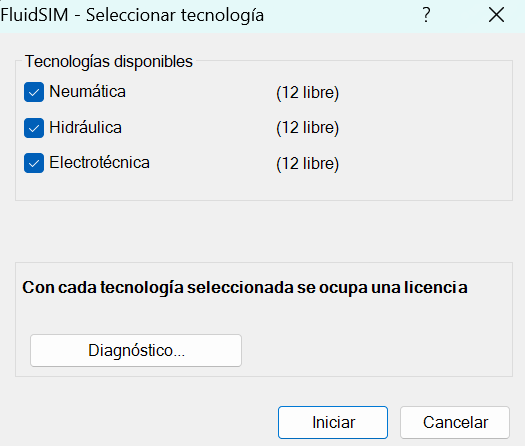 FluidSIM - Seleccionar tecnología ?
Tecnologías disponibles
Neumática (12 libre)
Hidráulica (12 libre)
Electrotécnica (12 libre)
Con cada tecnología seleccionada se ocupa una licencia
Diagnóstico...
Iniciar Cancelar